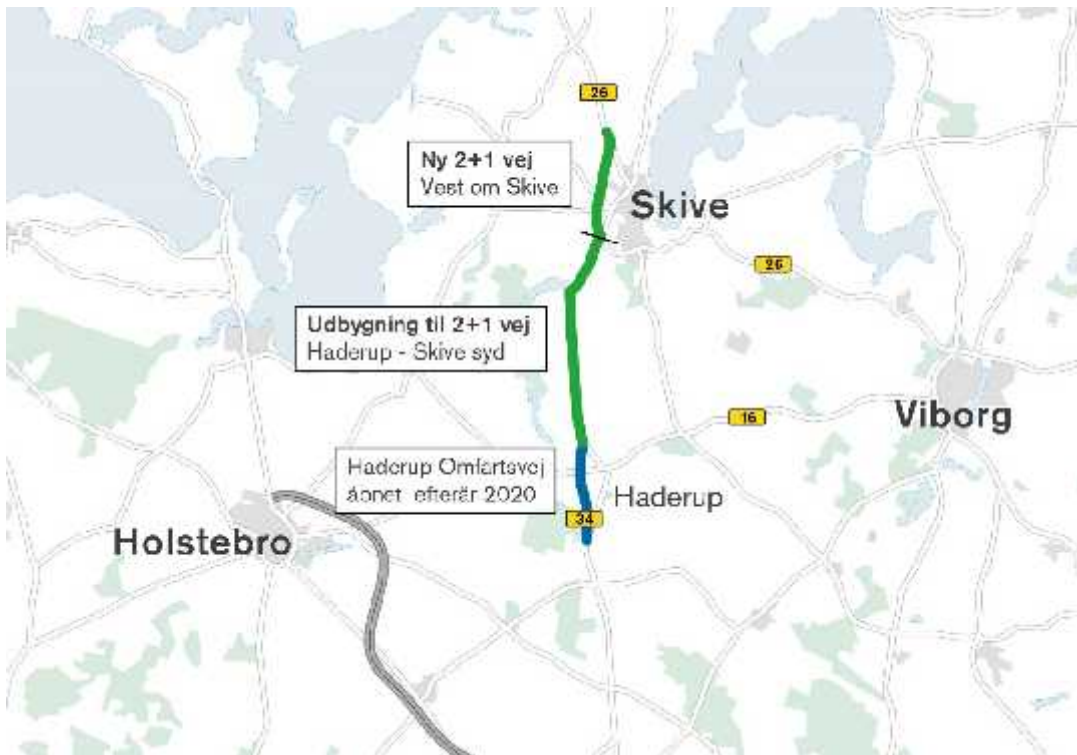 26
Ny 2+1 vej
Vest om Skive
Skive
26
Udbygning til 2+1 vej
Haderup - Skive syd
Viborg
16
Haderup Omfartsvej
åbnet efterår 2020
Haderup
34
Holstebro